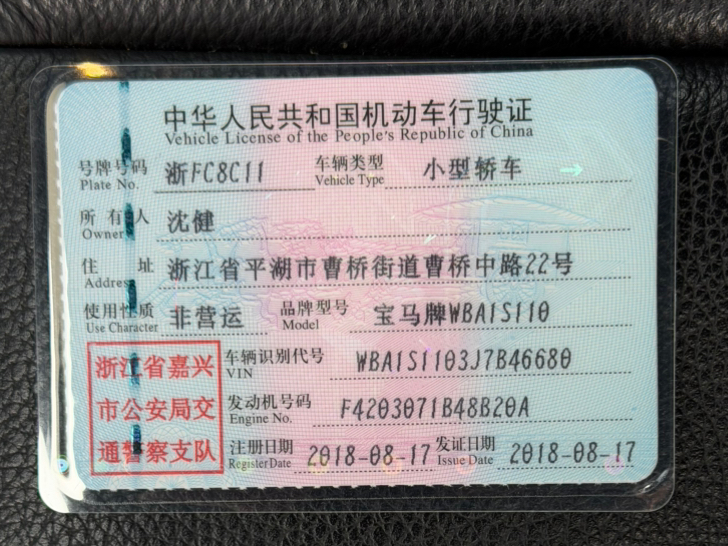 中华人民共和国机动车行驶证
Vehicle License of the People's Republic of China
号牌号码 浙FC8C11 车辆类型 小型轿车
Plate No. Vehicle Type
所有人 沈健
Owner
住址 浙江省平湖市曹桥街道曹桥中路22号
Address
使用性质 非营运 品牌型号 宝马牌WBA1S110
Use Character Model
浙江省嘉兴
市公安局交
通警察支队
车辆识别代号 WBA1S1103J7B46680
VIN
发动机号码 F4203071B48B20A
Engine No.
注册日期 2018-08-17 发证日期 2018-08-17
Register Date Issue Date